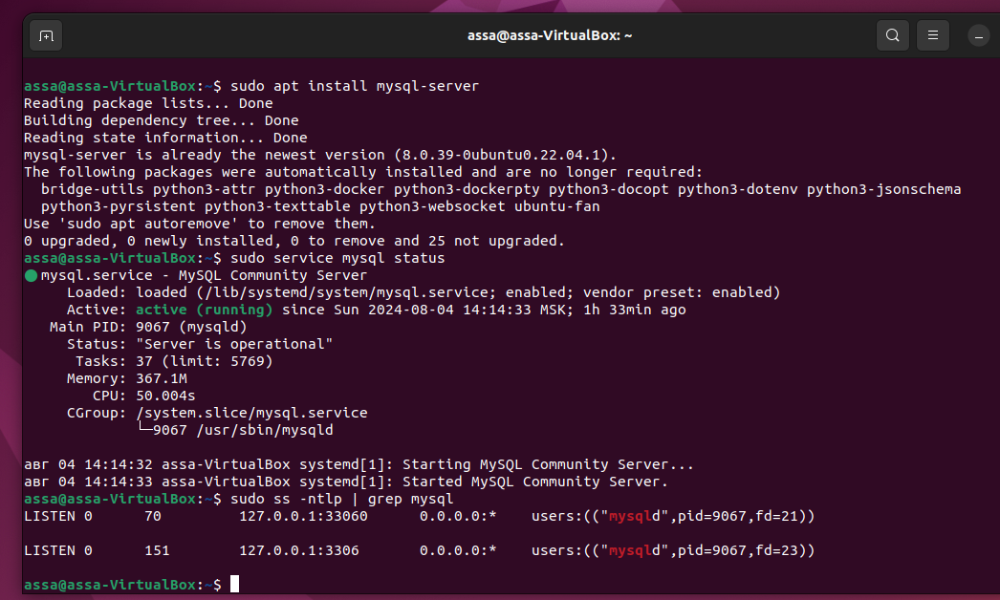 assa@assa-VirtualBox: ~
assa@assa-VirtualBox:~$ sudo apt install mysql-server
Reading package lists... Done
Building dependency tree... Done
Reading state information... Done
mysql-server is already the newest version (8.0.39-0ubuntu0.22.04.1).
The following packages were automatically installed and are no longer required:
  bridge-utils python3-attr python3-docker python3-dockerpty python3-docopt python3-dotenv python3-jsonschema
  python3-pyrsistent python3-texttable python3-websocket ubuntu-fan
Use 'sudo apt autoremove' to remove them.
0 upgraded, 0 newly installed, 0 to remove and 25 not upgraded.
assa@assa-VirtualBox:~$ sudo service mysql status
● mysql.service - MySQL Community Server
     Loaded: loaded (/lib/systemd/system/mysql.service; enabled; vendor preset: enabled)
     Active: active (running) since Sun 2024-08-04 14:14:33 MSK; 1h 33min ago
   Main PID: 9067 (mysqld)
     Status: "Server is operational"
      Tasks: 37 (limit: 5769)
     Memory: 367.1M
        CPU: 50.004s
     CGroup: /system.slice/mysql.service
             └─9067 /usr/sbin/mysqld
авг 04 14:14:32 assa-VirtualBox systemd[1]: Starting MySQL Community Server...
авг 04 14:14:33 assa-VirtualBox systemd[1]: Started MySQL Community Server.
assa@assa-VirtualBox:~$ sudo ss -ntlp | grep mysql
LISTEN 0      70         127.0.0.1:33060      0.0.0.0:*    users:(("mysqld",pid=9067,fd=21))
LISTEN 0      151        127.0.0.1:3306       0.0.0.0:*    users:(("mysqld",pid=9067,fd=23))
assa@assa-VirtualBox:~$